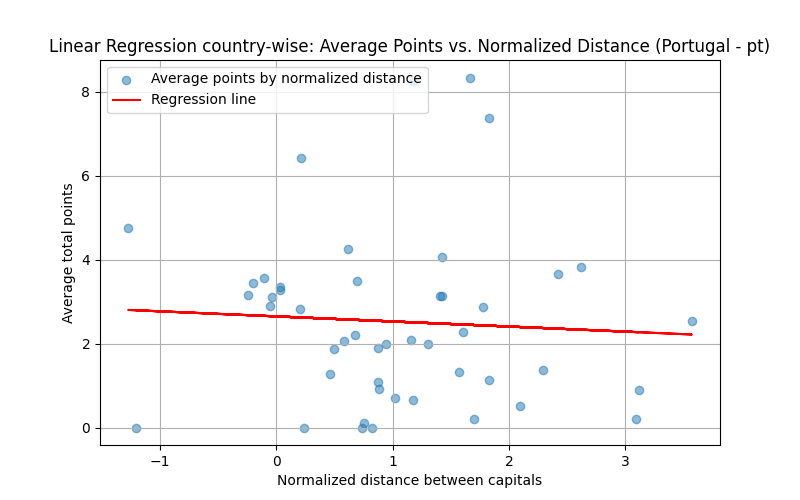 Linear Regression country-wise: Average Points vs. Normalized Distance (Portugal - pt)
Average points by normalized distance
Regression line
8
6
4
2
0
Average total points
−1
0
1
2
3
Normalized distance between capitals